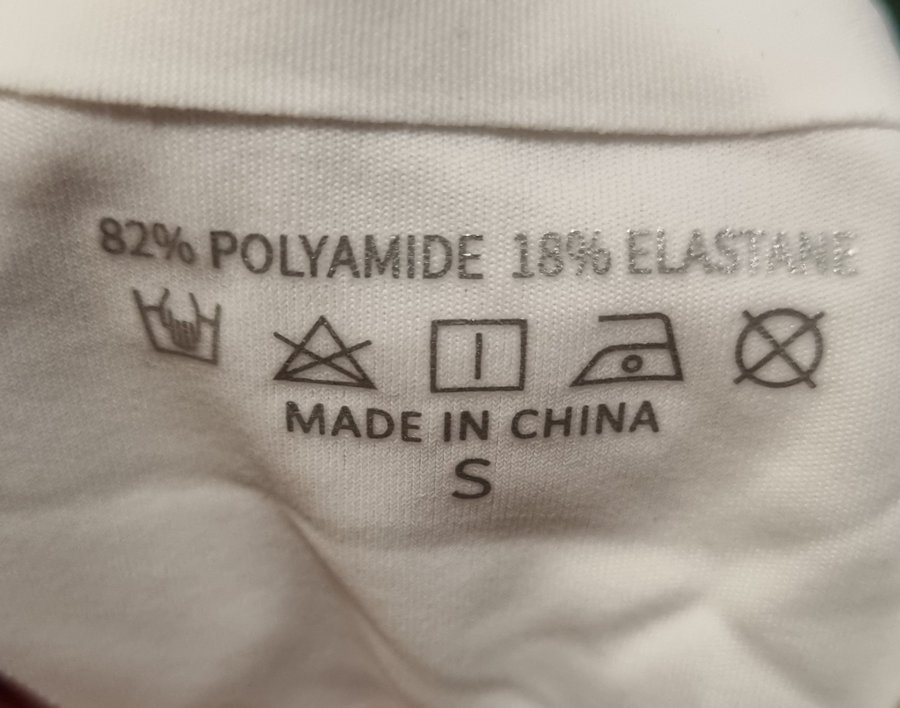 82% POLYAMIDE 18% ELASTANE
MADE IN CHINA
S